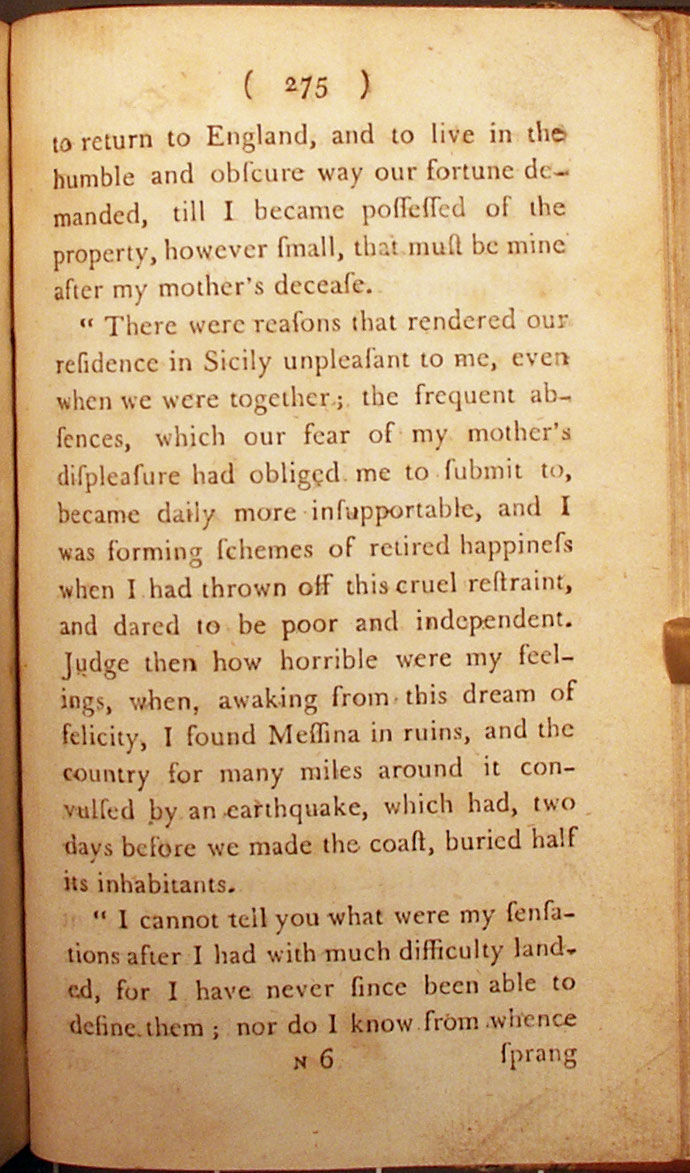 ( 275 )
to return to England, and to live in the
humble and obſcure way our fortune de-
manded, till I became poſſeſſed of the
property, however ſmall, that muſt be mine
after my mother's deceaſe.
“ There were reaſons that rendered our
reſidence in Sicily unpleaſant to me, even
when we were together; the frequent ab-
ſences, which our fear of my mother's
diſpleaſure had obliged me to ſubmit to,
became daily more inſupportable, and I
was forming ſchemes of retired happineſs
when I had thrown off this cruel reſtraint,
and dared to be poor and independent.
Judge then how horrible were my feel-
ings, when, awaking from this dream of
felicity, I found Meſſina in ruins, and the
country for many miles around it con-
vulſed by an earthquake, which had, two
days before we made the coaſt, buried half
its inhabitants.
“ I cannot tell you what were my ſenſa-
tions after I had with much difficulty land-
ed, for I have never ſince been able to
define them ; nor do I know from whence
N 6 ſprang